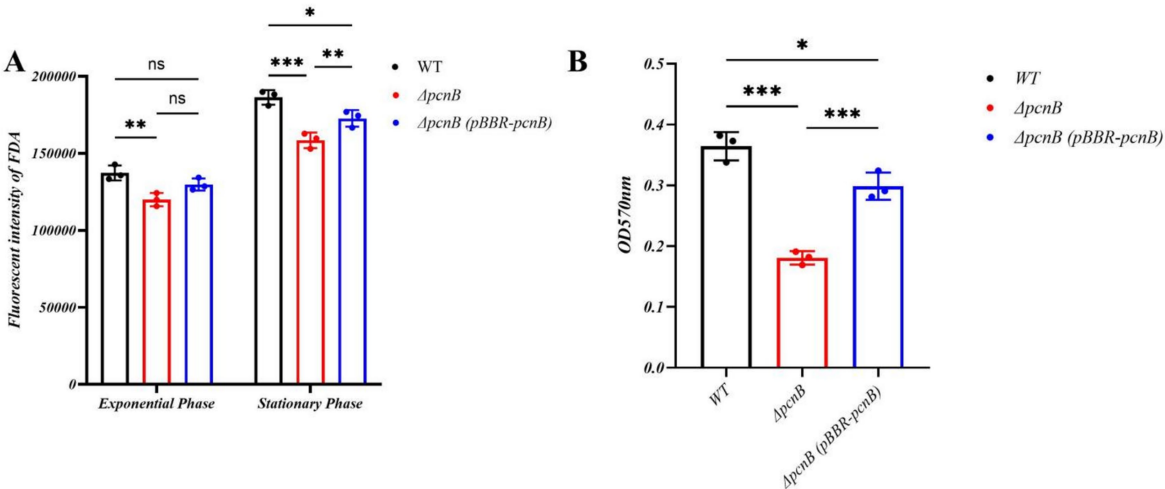 A
Fluorescent intensity of FDA
200000
150000
100000
50000
0
ns
ns
**
*
***
**
Exponential Phase
Stationary Phase
WT
ΔpcnB
ΔpcnB (pBBR-pcnB)
B
OD570nm
0.5
0.4
0.3
0.2
0.1
0.0
*
***
***
WT
ΔpcnB
ΔpcnB (pBBR-pcnB)
WT
ΔpcnB
ΔpcnB (pBBR-pcnB)